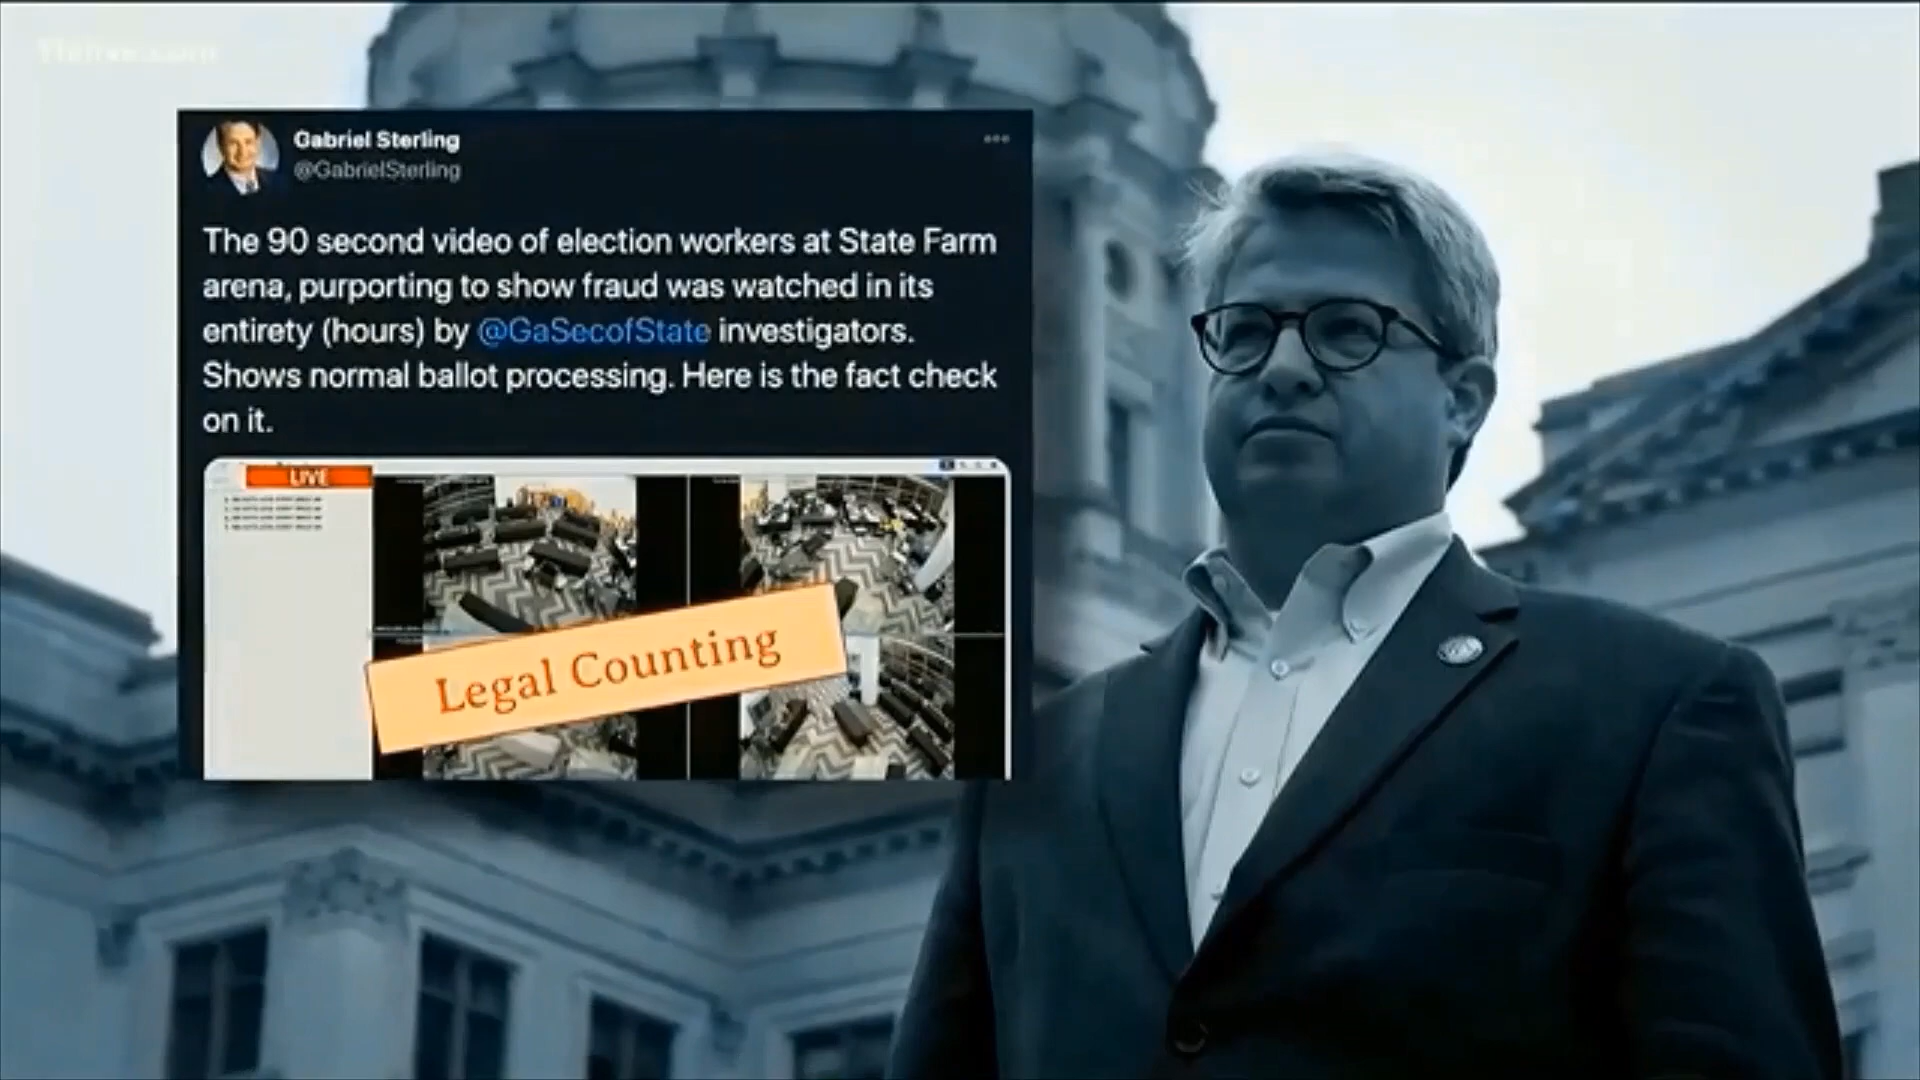 Gabriel Sterling
@GabrielSterling
The 90 second video of election workers at State Farm
arena, purporting to show fraud was watched in its
entirety (hours) by @GaSecofState investigators.
Shows normal ballot processing. Here is the fact check
on it.
LIVE
Legal Counting